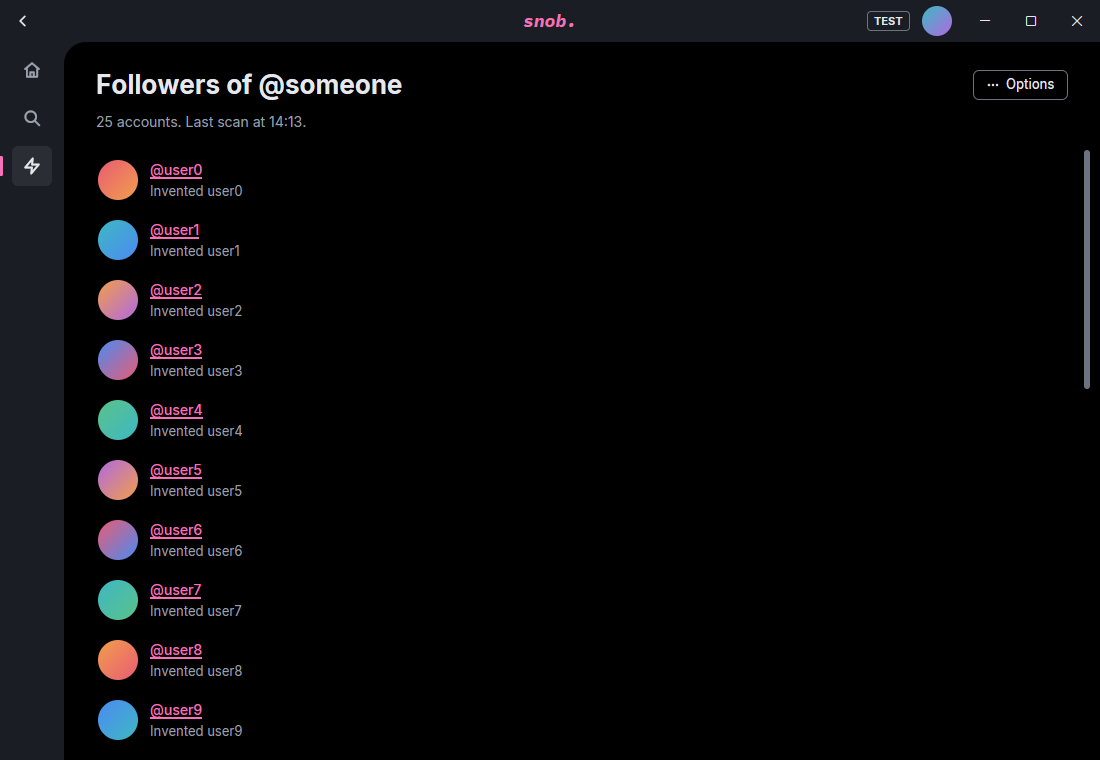 snob.
TEST
Followers of @someone
··· Options
25 accounts. Last scan at 14:13.
@user0
Invented user0
@user1
Invented user1
@user2
Invented user2
@user3
Invented user3
@user4
Invented user4
@user5
Invented user5
@user6
Invented user6
@user7
Invented user7
@user8
Invented user8
@user9
Invented user9